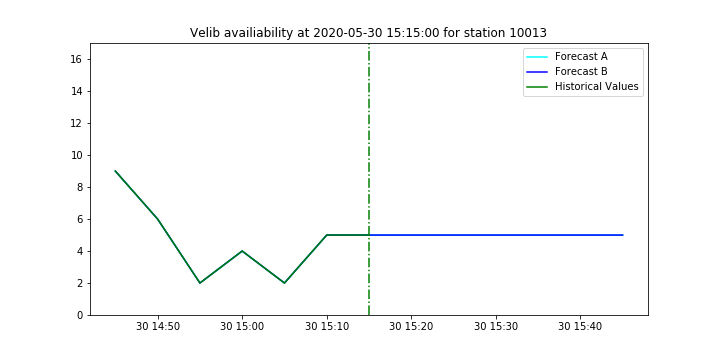 Velib availiability at 2020-05-30 15:15:00 for station 10013
Forecast A
Forecast B
Historical Values
16
14
12
10
8
6
4
2
0
30 14:50 30 15:00 30 15:10 30 15:20 30 15:30 30 15:40